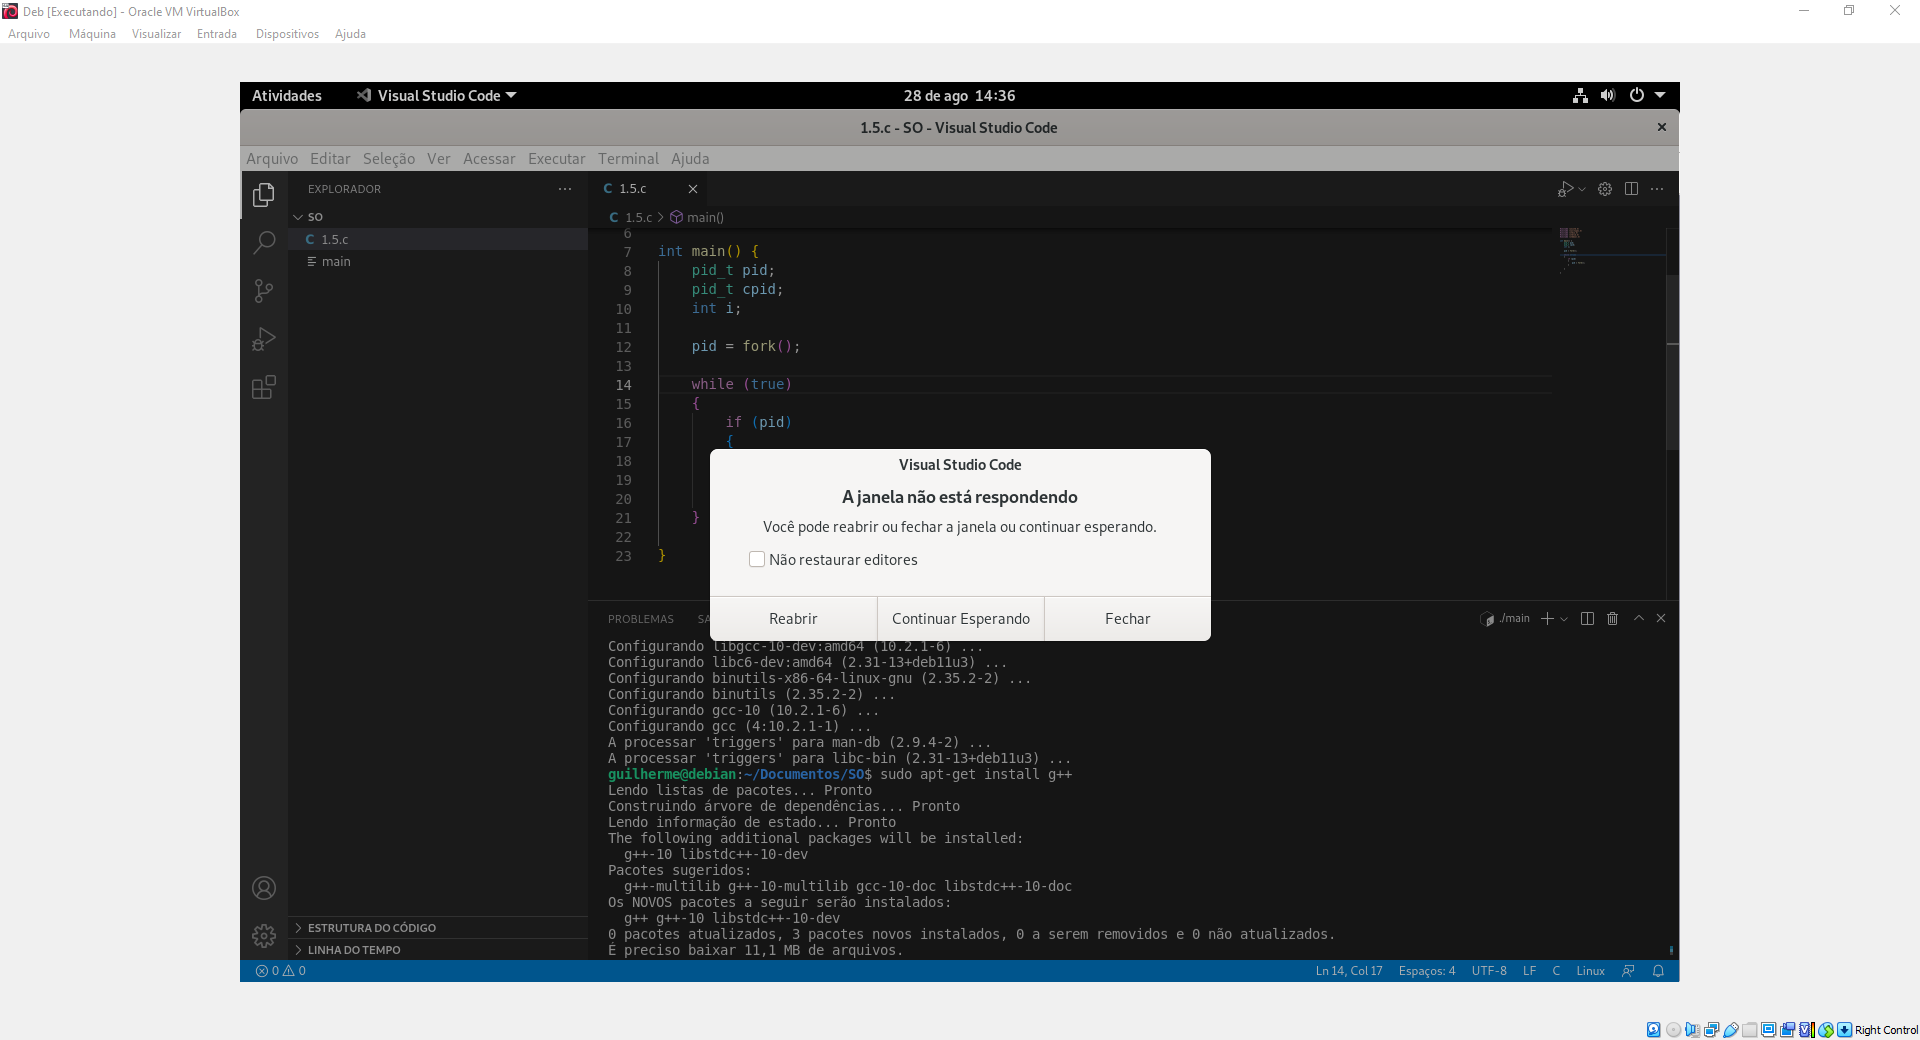 Deb [Executando] - Oracle VM VirtualBox
Arquivo Máquina Visualizar Entrada Dispositivos Ajuda
Atividades Visual Studio Code 28 de ago 14:36
1.5.c - SO - Visual Studio Code
Arquivo Editar Seleção Ver Acessar Executar Terminal Ajuda
EXPLORADOR
SO
C 1.5.c
main
C 1.5.c
C 1.5.c > main()
6
7 int main() {
8 pid_t pid;
9 pid_t cpid;
10 int i;
11
12 pid = fork();
13
14 while (true)
15 {
16 if (pid)
17 {
18
19
20
21 }
22
23 }
Visual Studio Code
A janela não está respondendo
Você pode reabrir ou fechar a janela ou continuar esperando.
Não restaurar editores
Reabrir Continuar Esperando Fechar
PROBLEMAS SA
./main
Configurando libgcc-10-dev:amd64 (10.2.1-6) ...
Configurando libc6-dev:amd64 (2.31-13+deb11u3) ...
Configurando binutils-x86-64-linux-gnu (2.35.2-2) ...
Configurando binutils (2.35.2-2) ...
Configurando gcc-10 (10.2.1-6) ...
Configurando gcc (4:10.2.1-1) ...
A processar 'triggers' para man-db (2.9.4-2) ...
A processar 'triggers' para libc-bin (2.31-13+deb11u3) ...
guilherme@debian:~/Documentos/SO$ sudo apt-get install g++
Lendo listas de pacotes... Pronto
Construindo árvore de dependências... Pronto
Lendo informação de estado... Pronto
The following additional packages will be installed:
g++-10 libstdc++-10-dev
Pacotes sugeridos:
g++-multilib g++-10-multilib gcc-10-doc libstdc++-10-doc
Os NOVOS pacotes a seguir serão instalados:
g++ g++-10 libstdc++-10-dev
0 pacotes atualizados, 3 pacotes novos instalados, 0 a serem removidos e 0 não atualizados.
É preciso baixar 11,1 MB de arquivos.
ESTRUTURA DO CÓDIGO
LINHA DO TEMPO
0 0
Ln 14, Col 17 Espaços: 4 UTF-8 LF C Linux
Right Control